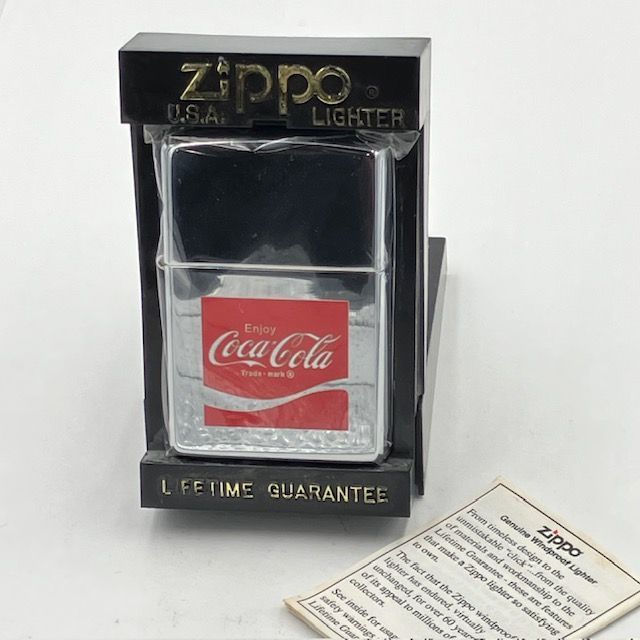 Zippo ®
U.S.A. LIGHTER
Enjoy
Coca-Cola
Trade-mark ®
LIFETIME GUARANTEE
Zippo
Genuine Windproof Lighter
From timeless design to the
unmistakable "click"...from the quality
of materials and workmanship to the
Lifetime Guarantee - these are features
that make a Zippo lighter so satisfying
to own.
The fact that the Zippo windproof
lighter has endured, virtually
unchanged, for over 60 years
of its appeal to millions of
collectors.
See inside for use,
safety warnings
Lifetime Guar